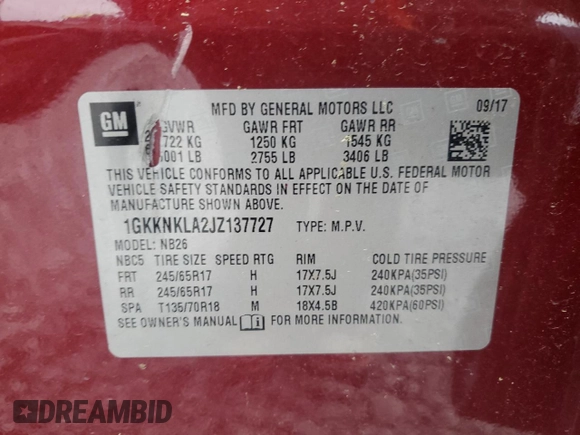 GM
MFD BY GENERAL MOTORS LLC 09/17
GVWR GAWR FRT GAWR RR
722 KG 1250 KG 1545 KG
001 LB 2755 LB 3406 LB
THIS VEHICLE CONFORMS TO ALL APPLICABLE U.S. FEDERAL MOTOR
VEHICLE SAFETY STANDARDS IN EFFECT ON THE DATE OF
MANUFACTURE SHOWN ABOVE.
1GKKNKLA2JZ137727 TYPE: M.P.V.
MODEL: NB26
NBC5 TIRE SIZE SPEED RTG RIM COLD TIRE PRESSURE
FRT 245/65R17 H 17X7.5J 240KPA(35PSI)
RR 245/65R17 H 17X7.5J 240KPA(35PSI)
SPA T135/70R18 M 18X4.5B 420KPA(60PSI)
SEE OWNER'S MANUAL FOR MORE INFORMATION.
DREAMBID